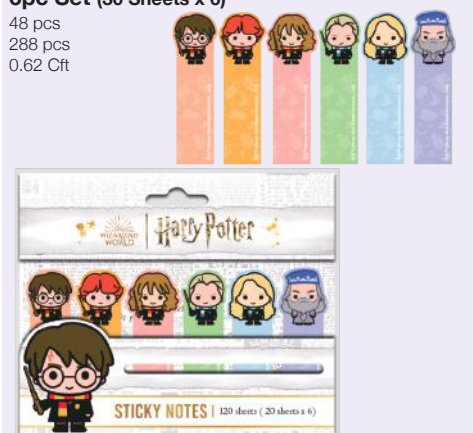 6pc Set (30 Sheets x 6)
48 pcs
288 pcs
0.62 Cft
WIZARDING
WORLD
Harry Potter
STICKY NOTES | 120 sheets ( 20 sheets x 6)